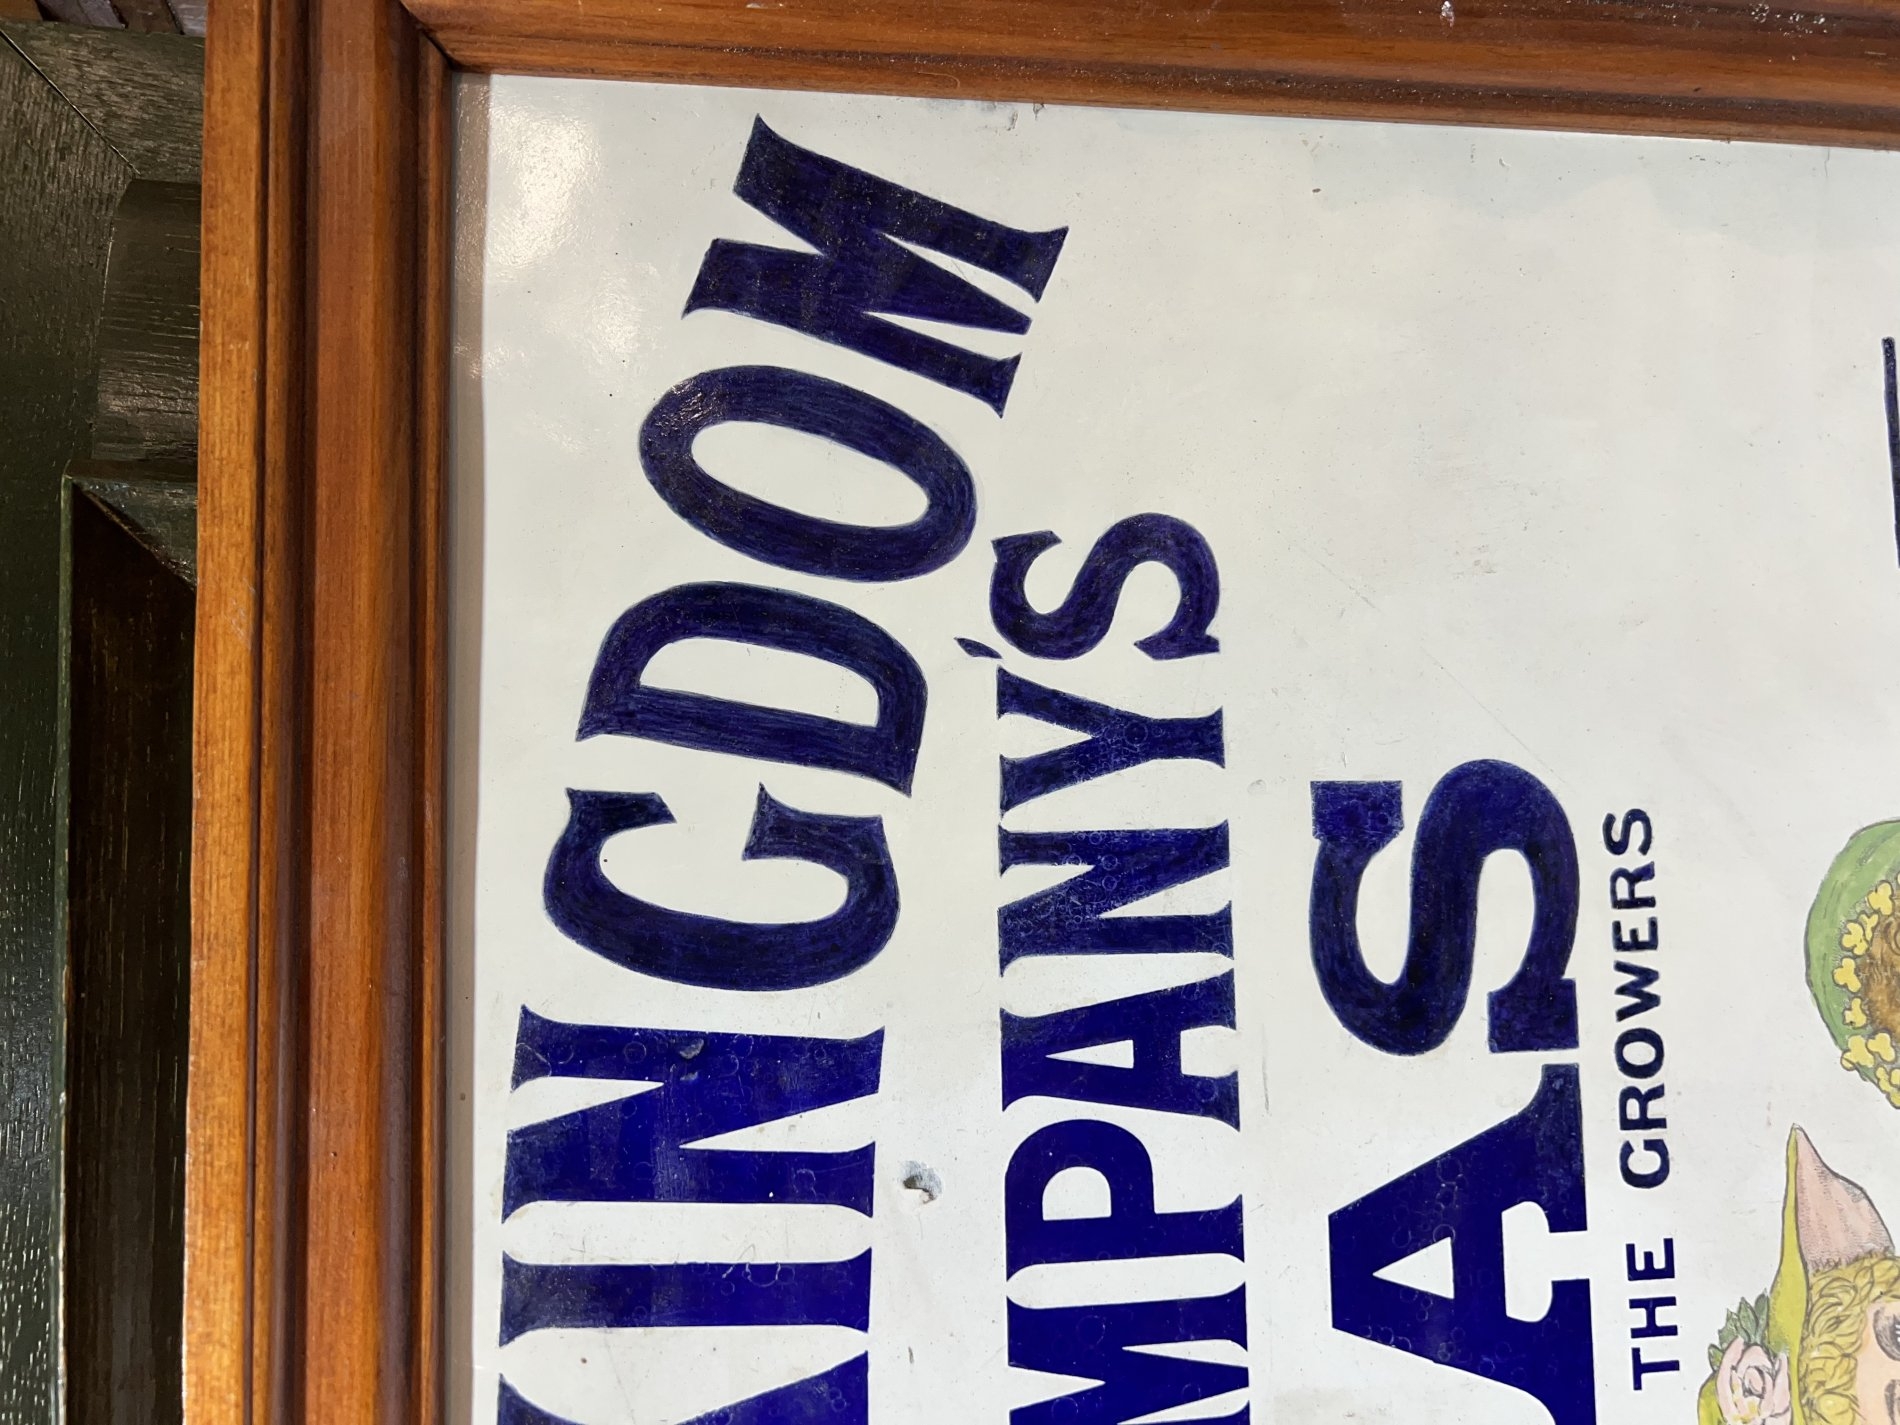 KINGDOM
MPANY'S
AS
THE GROWERS